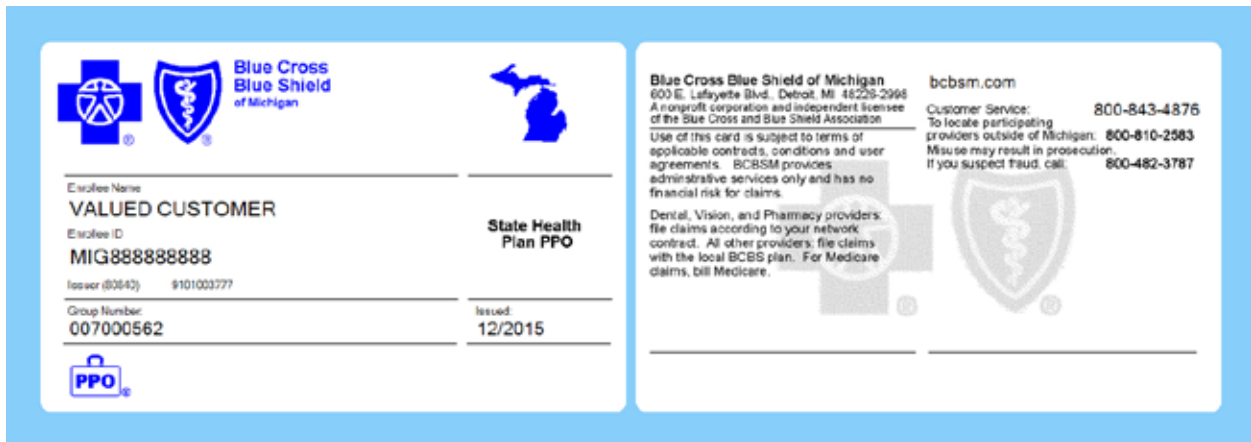 Blue Cross
Blue Shield
of Michigan
Enrollee Name
VALUED CUSTOMER
Enrollee ID
MIG888888888
Issuer (80840) 9101003777
State Health
Plan PPO
Group Number:
007000562
Issued:
12/2015
PPO
Blue Cross Blue Shield of Michigan
600 E. Lafayette Blvd., Detroit, MI 48226-2998
A nonprofit corporation and independent licensee
of the Blue Cross and Blue Shield Association
Use of this card is subject to terms of
applicable contracts, conditions and user
agreements. BCBSM provides
adminstrative services only and has no
financial risk for claims.
Dental, Vision, and Pharmacy providers:
file claims according to your network
contract. All other providers: file claims
with the local BCBS plan. For Medicare
claims, bill Medicare.
bcbsm.com
Customer Service: 800-843-4876
To locate participating
providers outside of Michigan: 800-810-2583
Misuse may result in prosecution.
If you suspect fraud, call: 800-482-3787